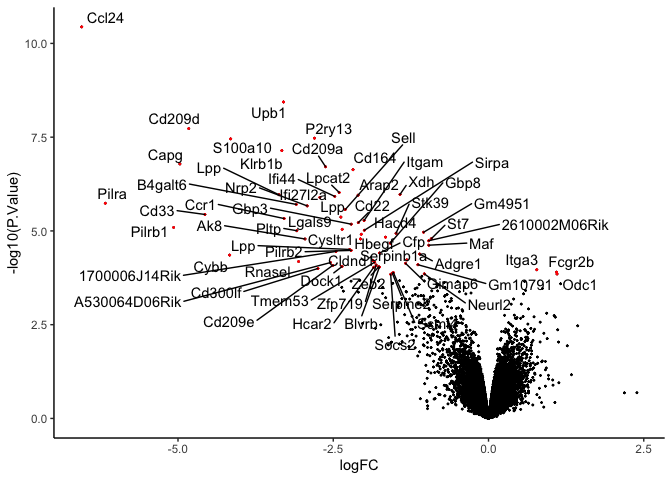 Ccl24
10.0
Upb1
Cd209d
P2ry13
7.5
S100a10
Cd209a
Sell
Capg
Klrb1b
Cd164
Itgam
Lpp
Ifi44
Lpcat2
Sirpa
B4galt6
Nrp2
Arap2
Xdh
Gbp8
Pilra
Ifi27l2a
Ccr1
Lpp
Cd22
Stk39
Gm4951
Cd33
Gbp3
Lgals9
Hacd4
St7
2610002M06Rik
Pilrb1
Ak8
Pltp
Cysltr1
Hbegf
Cfp
Maf
5.0
Lpp
Pilrb2
Serpinb1a
Adgre1
Itga3
Fcgr2b
1700006J14Rik
Cybb
Cldnd1
Rnasel
Dock1
Zeb2
Gimap6
Gm10791
Odc1
A530064D06Rik
Cd300lf
Tmem53
Zfp719
Neurl2
Cd209e
Hcar2
Blvrb
Socs2
2.5
0.0
-5.0
-2.5
0.0
2.5
logFC
-log10(P.Value)